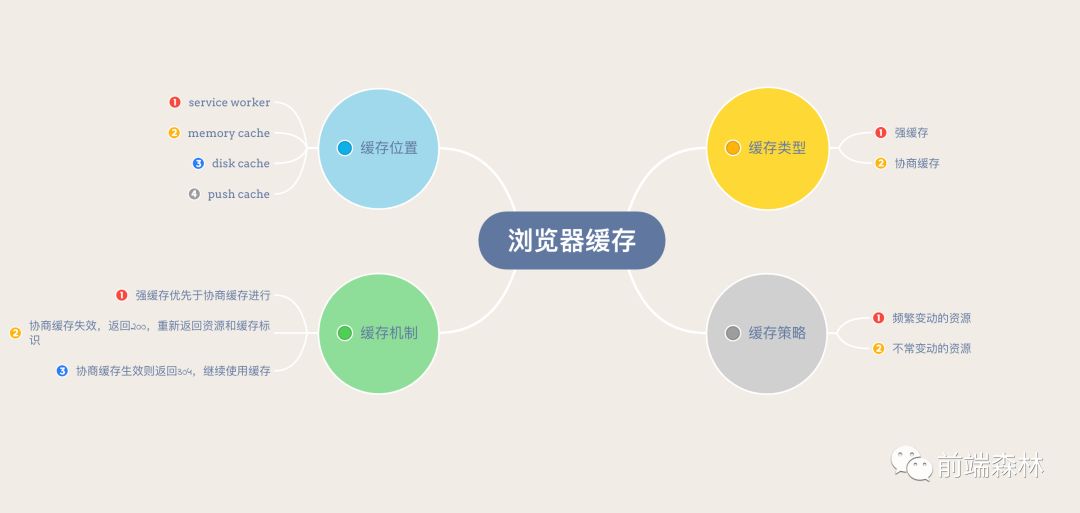 浏览器缓存
缓存位置
1 service worker
2 memory cache
3 disk cache
4 push cache
缓存类型
1 强缓存
2 协商缓存
缓存机制
1 强缓存优先于协商缓存进行
2 协商缓存失效，返回200，重新返回资源和缓存标
识
3 协商缓存生效则返回304，继续使用缓存
缓存策略
1 频繁变动的资源
2 不常变动的资源
前端森林